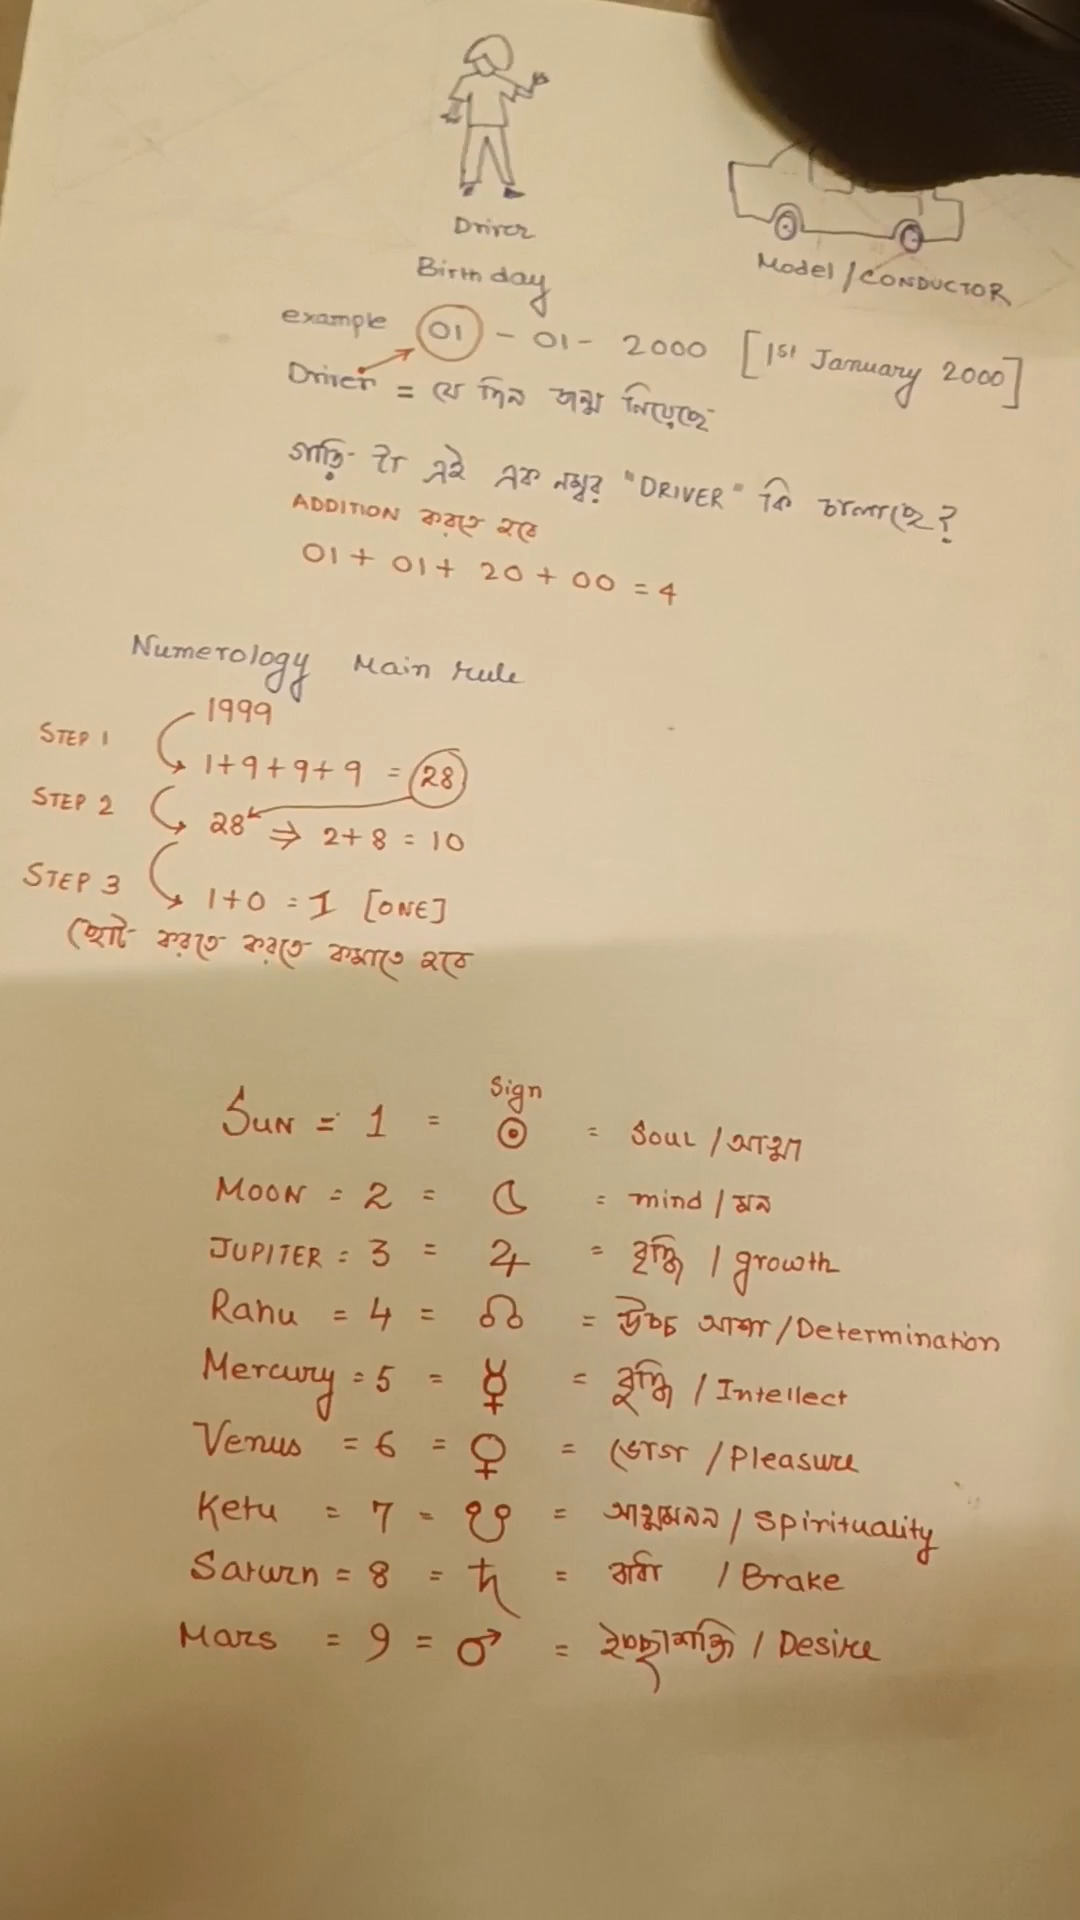 Driver
Birthday
Model / CONDUCTOR
example 01 - 01 - 2000 [1st January 2000]
Driver = যে দিন জন্ম নিয়েছে
গাড়ি টা এই এক নম্বর "DRIVER" কি চালাচ্ছে?
ADDITION করতে হবে
01 + 01 + 20 + 00 = 4
Numerology Main rule
1999
STEP 1
1+9+9+9 = 28
STEP 2
28 ⇒ 2+8 = 10
STEP 3
1+0 = 1 [ONE]
ছোট করতে করতে কমাতে হবে
Sign
SUN = 1 = ☉ = Soul / আত্মা
MOON = 2 = ☾ = mind / মন
JUPITER = 3 = ♃ = বৃদ্ধি / growth
Rahu = 4 = ☊ = উচ্চ আশা / Determination
Mercury = 5 = ☿ = বুদ্ধি / Intellect
Venus = 6 = ♀ = ভোগ / Pleasure
Ketu = 7 = ☋ = আত্মমনন / Spirituality
Saturn = 8 = ♄ = বাধা / Brake
Mars = 9 = ♂ = ইচ্ছাশক্তি / Desire